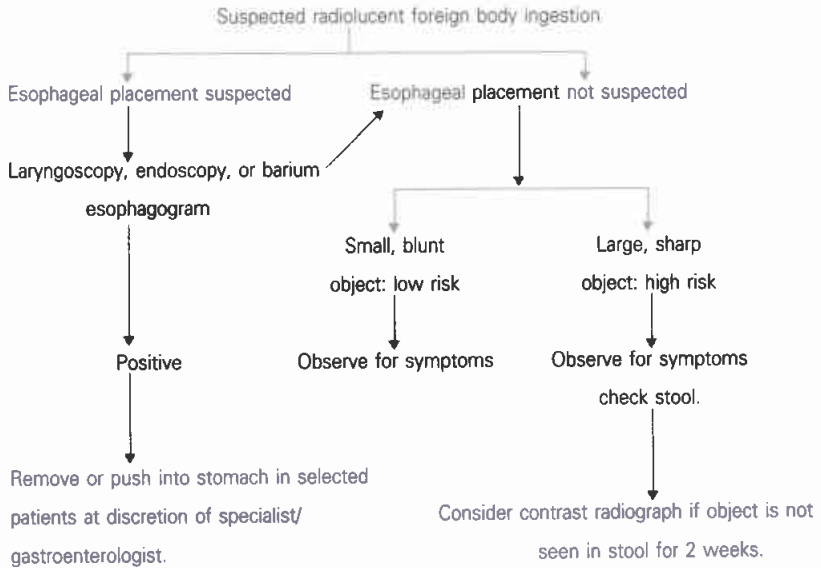 Suspected radiolucent foreign body ingestion
Esophageal placement suspected
Esophageal placement not suspected
Laryngoscopy, endoscopy, or barium
esophagogram
Small, blunt
object: low risk
Large, sharp
object: high risk
Positive
Observe for symptoms
Observe for symptoms
check stool.
Remove or push into stomach in selected
patients at discretion of specialist/
gastroenterologist.
Consider contrast radiograph if object is not
seen in stool for 2 weeks.